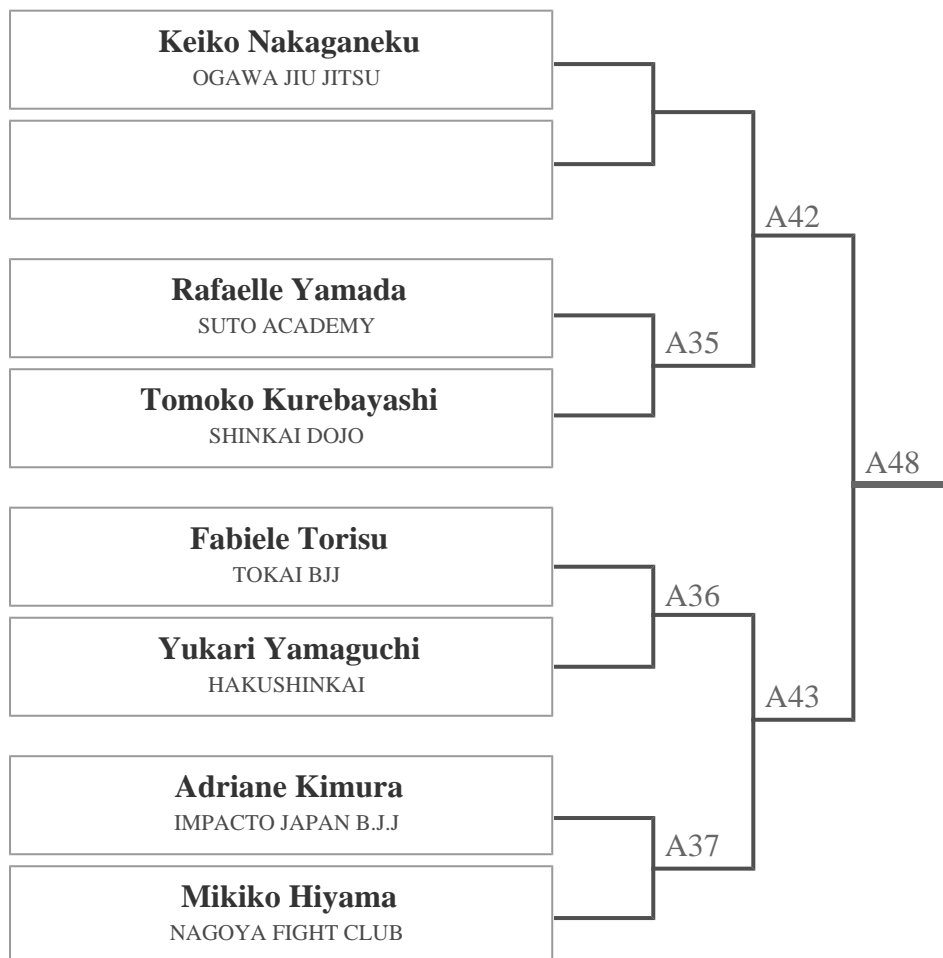 Keiko Nakaganeku
OGAWA JIU JITSU
A42
Rafaelle Yamada
SUTO ACADEMY
A35
Tomoko Kurebayashi
SHINKAI DOJO
A48
Fabiele Torisu
TOKAI BJJ
A36
Yukari Yamaguchi
HAKUSHINKAI
A43
Adriane Kimura
IMPACTO JAPAN B.J.J
A37
Mikiko Hiyama
NAGOYA FIGHT CLUB